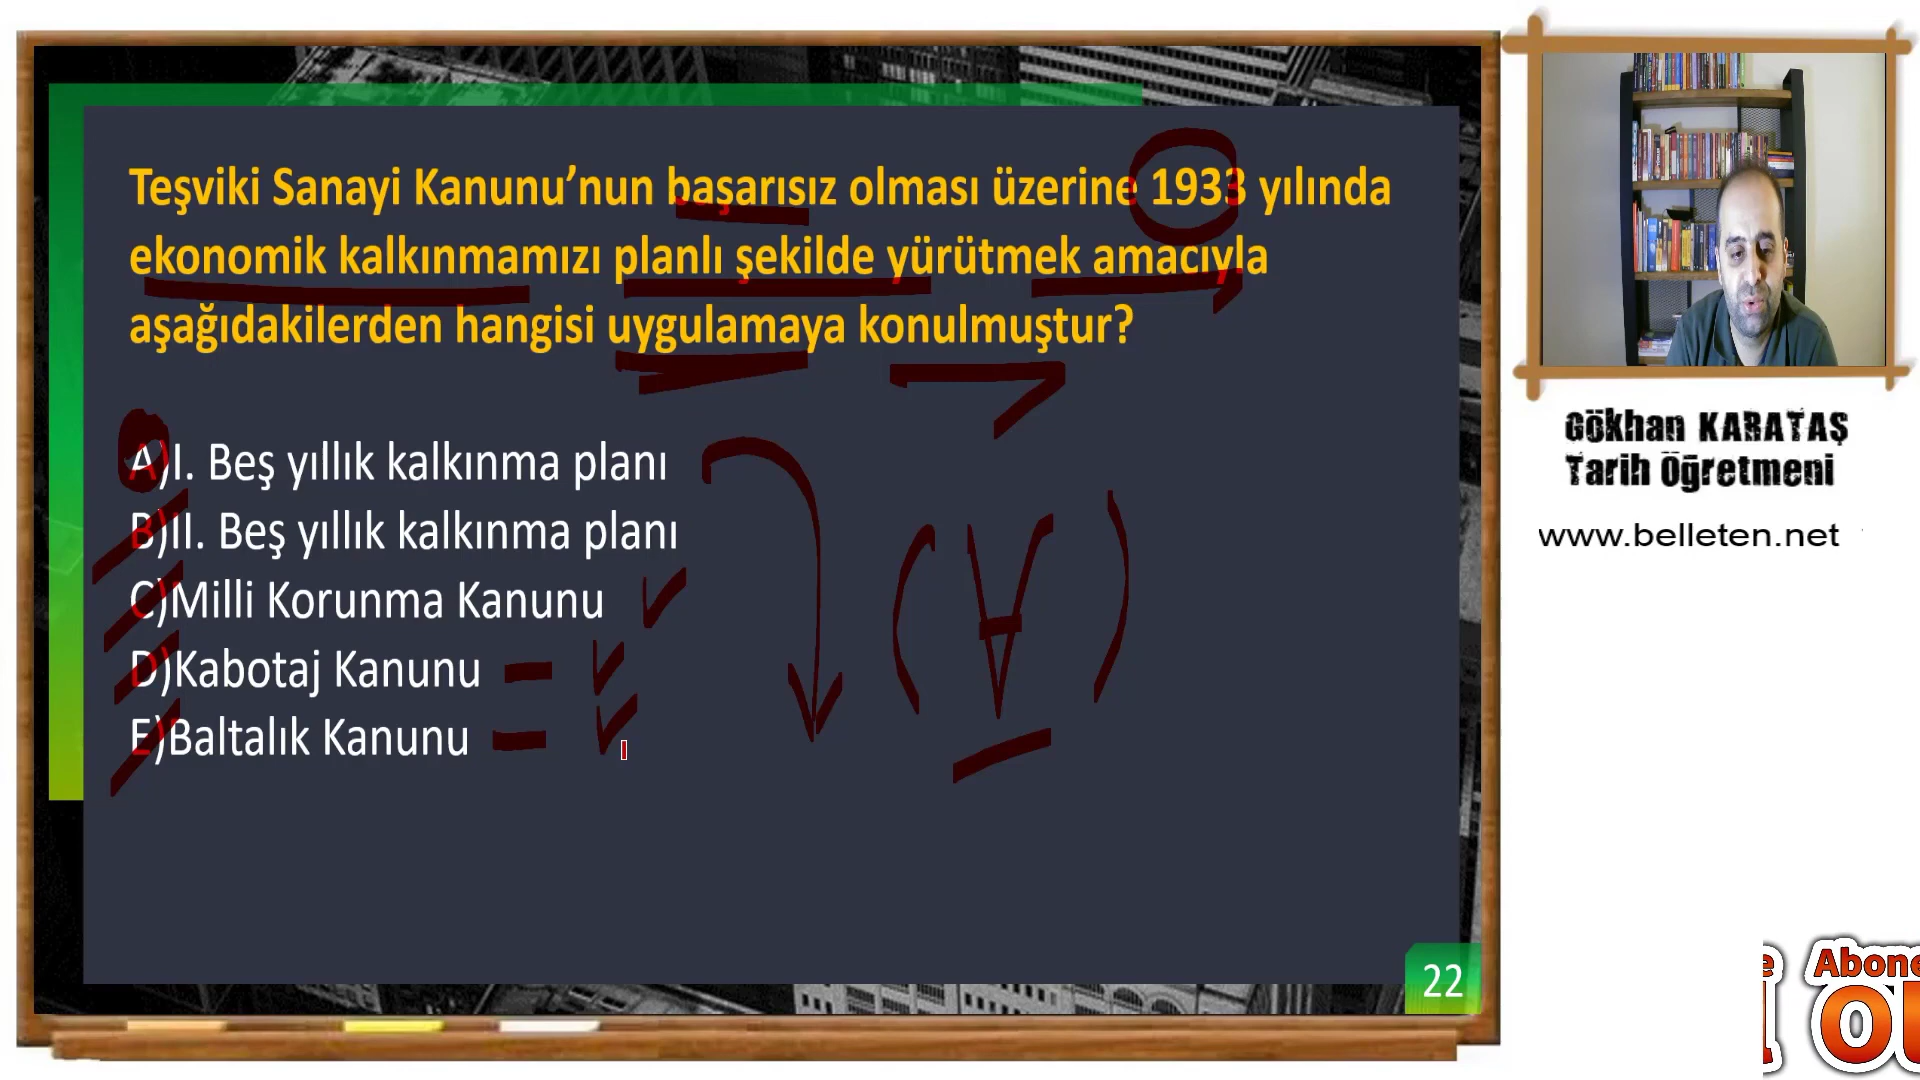 Teşviki Sanayi Kanunu’nun başarısız olması üzerine 1933 yılında
ekonomik kalkınmamızı planlı şekilde yürütmek amacıyla
aşağıdakilerden hangisi uygulamaya konulmuştur?
A)I. Beş yıllık kalkınma planı
B)II. Beş yıllık kalkınma planı
C)Milli Korunma Kanunu
D)Kabotaj Kanunu
E)Baltalık Kanunu
22
Gökhan KARATAŞ
Tarih Öğretmeni
www.belleten.net
Abone